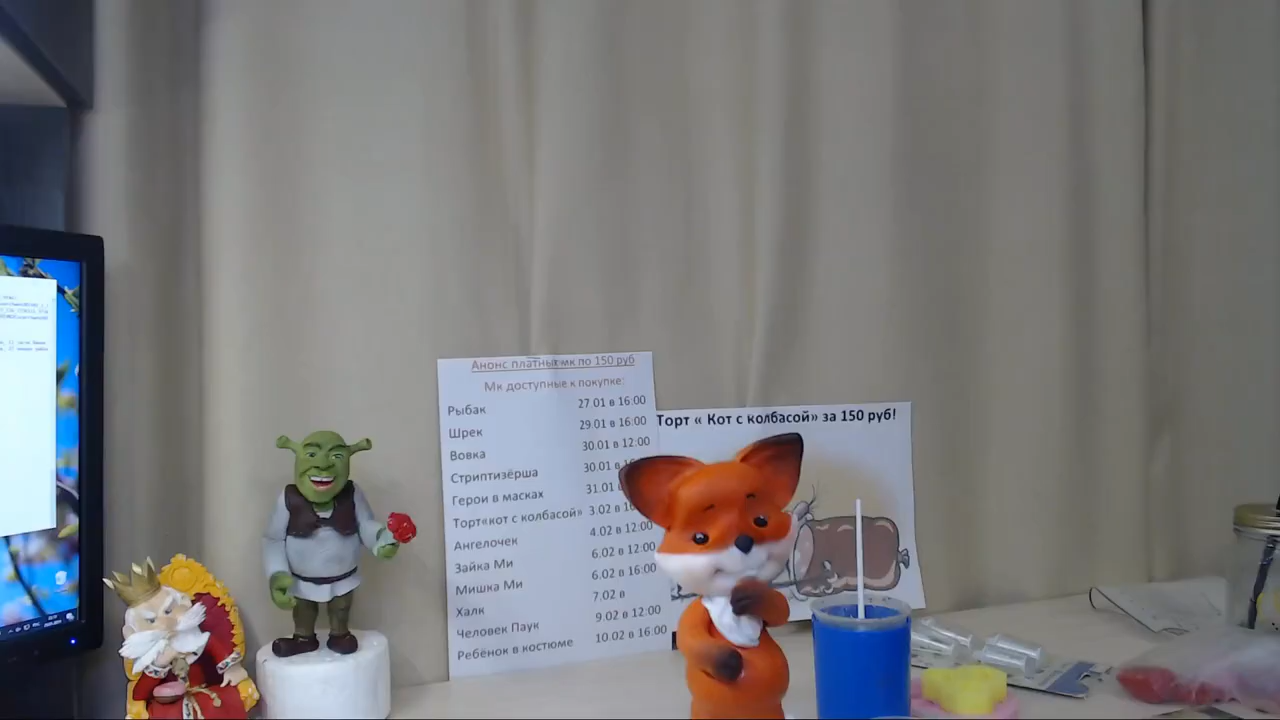 Анонс платных мк по 150 руб
Мк доступные к покупке:
Рыбак 27.01 в 16:00
Шрек 29.01 в 16:00
Вовка 30.01 в 12:00
Стриптизёрша 30.01 в
Герои в масках 31.01
Торт«кот с колбасой» 3.02 в
Ангелочек 4.02 в 12:00
Зайка Ми 6.02 в 12:00
Мишка Ми 6.02 в 16:00
Халк 7.02 в
Человек Паук 9.02 в 12:00
Ребёнок в костюме 10.02 в 16:00
Торт « Кот с колбасой» за 150 руб!